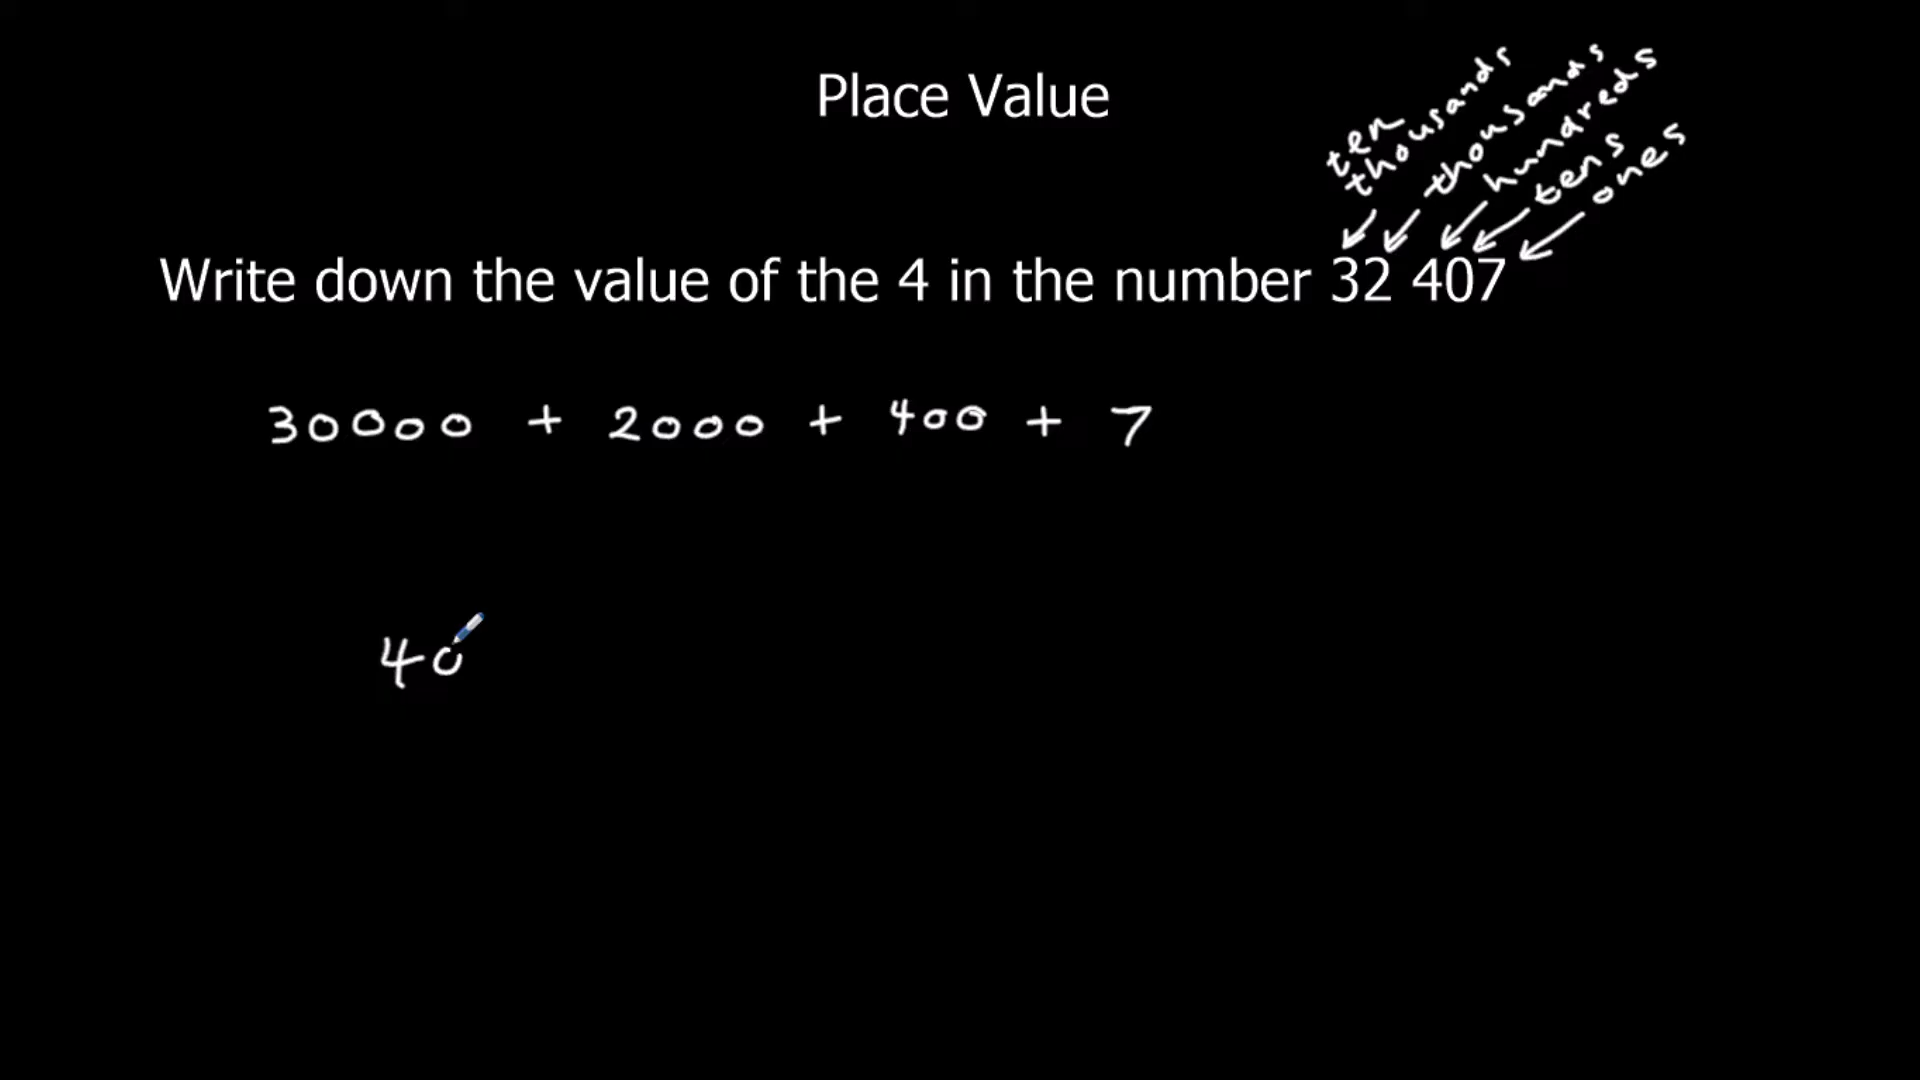 Place Value
ten
thousands
thousands
hundreds
tens
ones
Write down the value of the 4 in the number 32 407
30000 + 2000 + 400 + 7
40